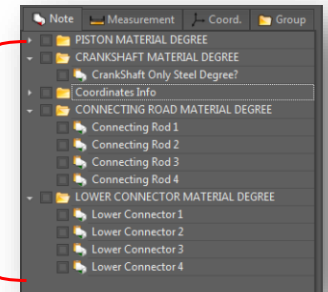 Note Measurement Coord. Group
PISTON MATERIAL DEGREE
CRANKSHAFT MATERIAL DEGREE
CrankShaft Only Steel Degree?
Coordinates Info
CONNECTING ROAD MATERIAL DEGREE
Connecting Rod 1
Connecting Rod 2
Connecting Rod 3
Connecting Rod 4
LOWER CONNECTOR MATERIAL DEGREE
Lower Connector 1
Lower Connector 2
Lower Connector 3
Lower Connector 4